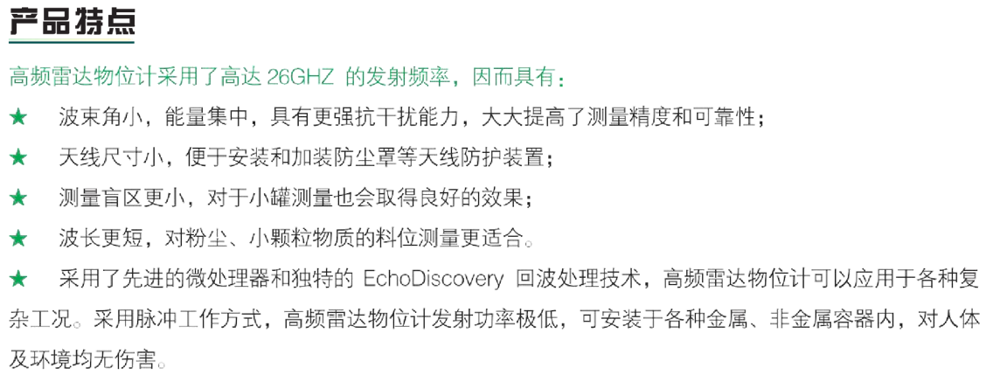 产品特点
高频雷达物位计采用了高达 26GHZ 的发射频率，因而具有：
★ 波束角小，能量集中，具有更强抗干扰能力，大大提高了测量精度和可靠性；
★ 天线尺寸小，便于安装和加装防尘罩等天线防护装置；
★ 测量盲区更小，对于小罐测量也会取得良好的效果；
★ 波长更短，对粉尘、小颗粒物质的料位测量更适合。
★ 采用了先进的微处理器和独特的 EchoDiscovery 回波处理技术，高频雷达物位计可以应用于各种复
杂工况。采用脉冲工作方式，高频雷达物位计发射功率极低，可安装于各种金属、非金属容器内，对人体
及环境均无伤害。